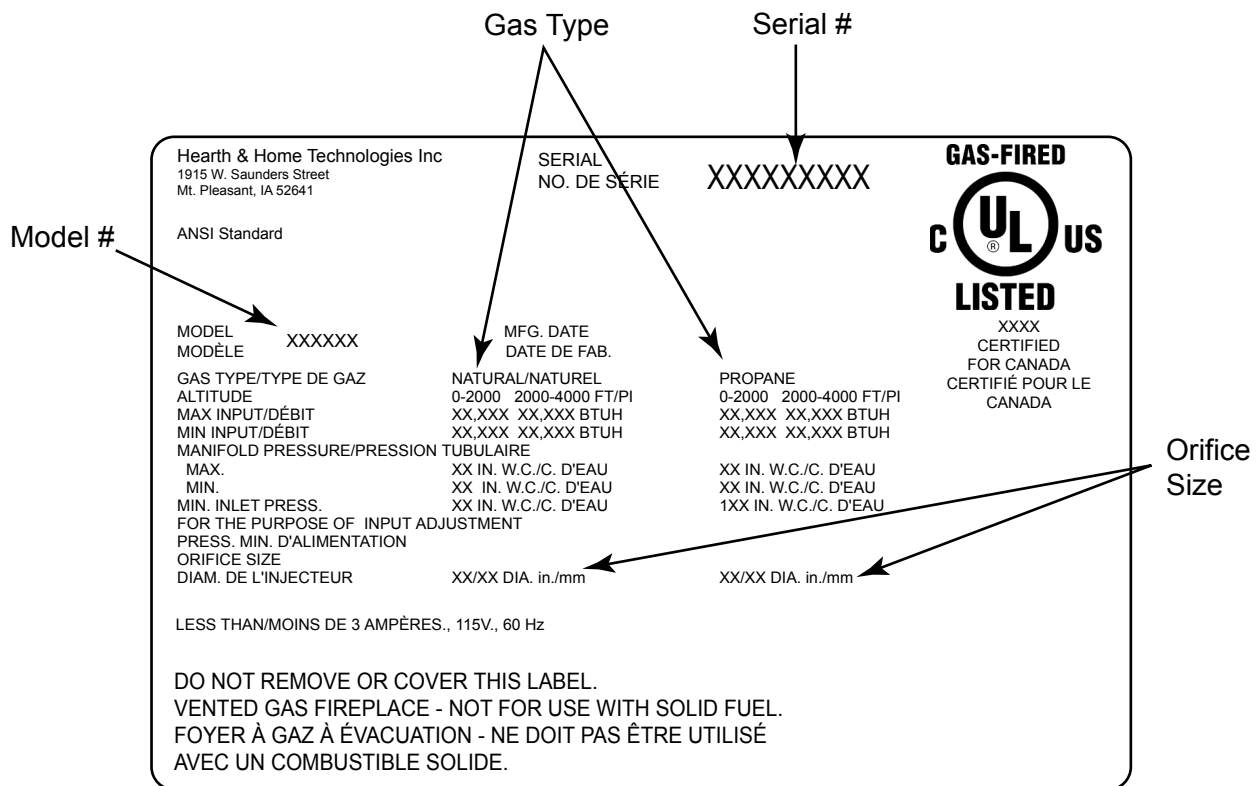 Gas Type
Serial #
Hearth & Home Technologies Inc
1915 W. Saunders Street
Mt. Pleasant, IA 52641
SERIAL
NO. DE SÉRIE
XXXXXXXXX
GAS-FIRED
C UL US
®
LISTED
Model #
ANSI Standard
MODEL
MODÈLE
XXXXXX
MFG. DATE
DATE DE FAB.
XXXX
CERTIFIED
FOR CANADA
CERTIFIÉ POUR LE
CANADA
GAS TYPE/TYPE DE GAZ NATURAL/NATUREL PROPANE
ALTITUDE 0-2000 2000-4000 FT/PI 0-2000 2000-4000 FT/PI
MAX INPUT/DÉBIT XX,XXX XX,XXX BTUH XX,XXX XX,XXX BTUH
MIN INPUT/DÉBIT XX,XXX XX,XXX BTUH XX,XXX XX,XXX BTUH
MANIFOLD PRESSURE/PRESSION TUBULAIRE
MAX. XX IN. W.C./C. D'EAU XX IN. W.C./C. D'EAU
MIN. XX IN. W.C./C. D'EAU XX IN. W.C./C. D'EAU
MIN. INLET PRESS. XX IN. W.C./C. D'EAU 1XX IN. W.C./C. D'EAU
FOR THE PURPOSE OF INPUT ADJUSTMENT
PRESS. MIN. D'ALIMENTATION
ORIFICE SIZE
DIAM. DE L'INJECTEUR XX/XX DIA. in./mm XX/XX DIA. in./mm
Orifice
Size
LESS THAN/MOINS DE 3 AMPÈRES., 115V., 60 Hz
DO NOT REMOVE OR COVER THIS LABEL.
VENTED GAS FIREPLACE - NOT FOR USE WITH SOLID FUEL.
FOYER À GAZ À ÉVACUATION - NE DOIT PAS ÊTRE UTILISÉ
AVEC UN COMBUSTIBLE SOLIDE.